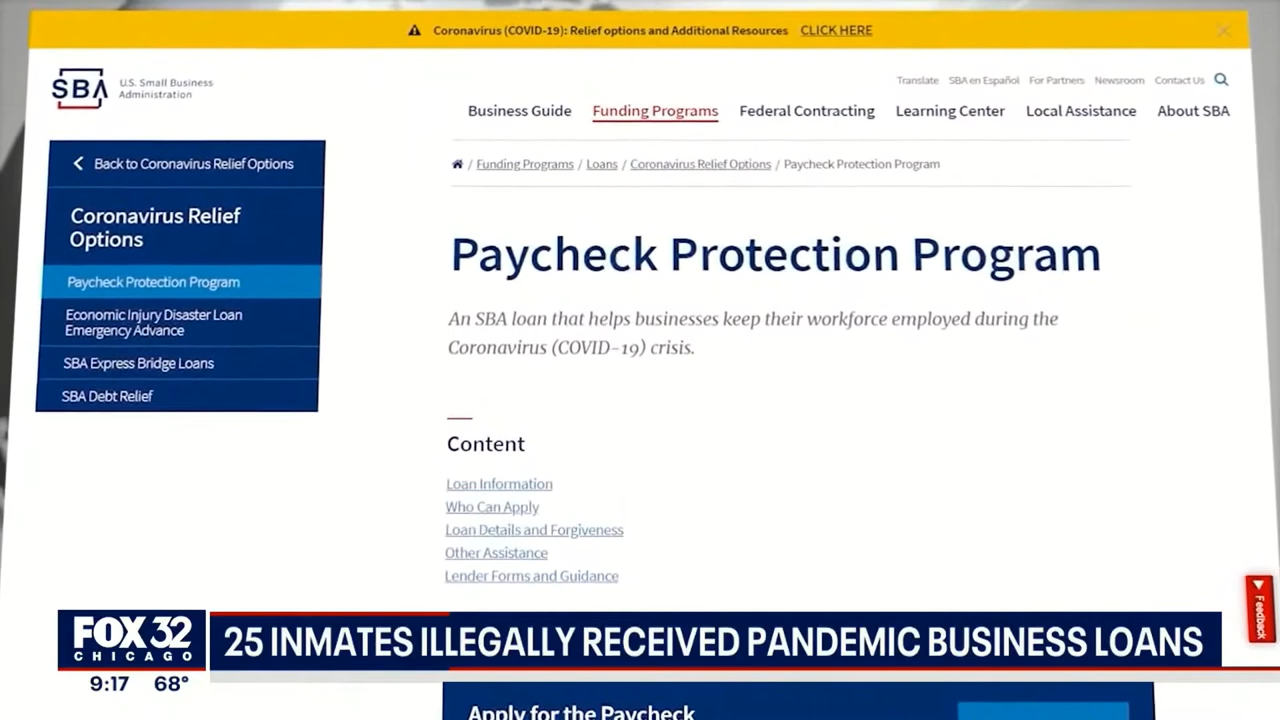 Coronavirus (COVID-19): Relief options and Additional Resources CLICK HERE
SBA
U.S. Small Business
Administration
Translate SBA en Español For Partners Newsroom Contact Us
Business Guide Funding Programs Federal Contracting Learning Center Local Assistance About SBA
Back to Coronavirus Relief Options
/ Funding Programs / Loans / Coronavirus Relief Options / Paycheck Protection Program
Coronavirus Relief
Options
Paycheck Protection Program
Economic Injury Disaster Loan
Emergency Advance
SBA Express Bridge Loans
SBA Debt Relief
Paycheck Protection Program
An SBA loan that helps businesses keep their workforce employed during the
Coronavirus (COVID-19) crisis.
Content
Loan Information
Who Can Apply
Loan Details and Forgiveness
Other Assistance
Lender Forms and Guidance
Feedback
FOX 32
CHICAGO
25 INMATES ILLEGALLY RECEIVED PANDEMIC BUSINESS LOANS
9:17 68°
Apply for the Paycheck